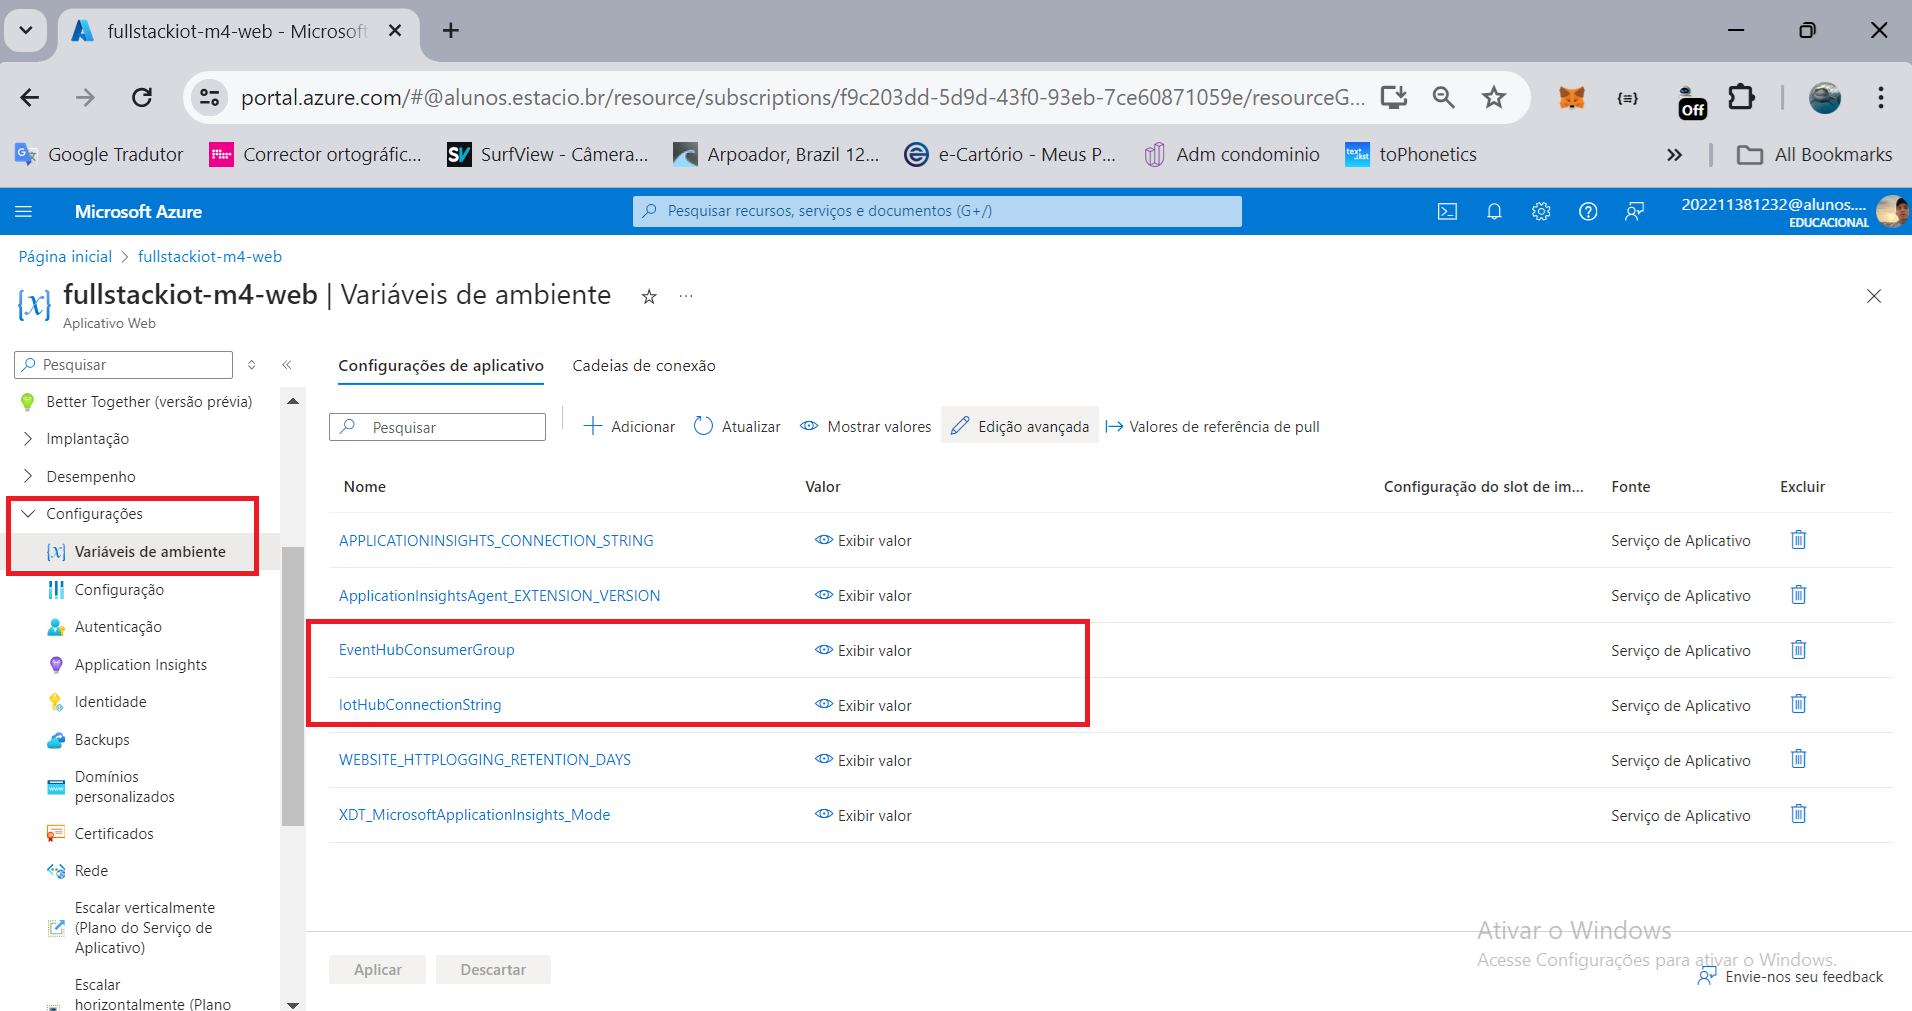 fullstackiot-m4-web - Microsoft
portal.azure.com/#@alunos.estacio.br/resource/subscriptions/f9c203dd-5d9d-43f0-93eb-7ce60871059e/resourceG...
Off
Google Tradutor
Corrector ortográfic...
SV SurfView - Câmera...
Arpoador, Brazil 12...
e-Cartório - Meus P...
Adm condominio
toPhonetics
All Bookmarks
Microsoft Azure
Pesquisar recursos, serviços e documentos (G+/)
202211381232@alunos....
EDUCACIONAL
Página inicial > fullstackiot-m4-web
fullstackiot-m4-web | Variáveis de ambiente
Aplicativo Web
Pesquisar
Better Together (versão prévia)
Implantação
Desempenho
Configurações
Variáveis de ambiente
Configuração
Autenticação
Application Insights
Identidade
Backups
Domínios
personalizados
Certificados
Rede
Escalar verticalmente
(Plano do Serviço de
Aplicativo)
Escalar
horizontalmente (Plano
Configurações de aplicativo
Cadeias de conexão
Pesquisar
Adicionar
Atualizar
Mostrar valores
Edição avançada
Valores de referência de pull
Nome Valor Configuração do slot de im... Fonte Excluir
APPLICATIONINSIGHTS_CONNECTION_STRING Exibir valor Serviço de Aplicativo
ApplicationInsightsAgent_EXTENSION_VERSION Exibir valor Serviço de Aplicativo
EventHubConsumerGroup Exibir valor Serviço de Aplicativo
IotHubConnectionString Exibir valor Serviço de Aplicativo
WEBSITE_HTTPLOGGING_RETENTION_DAYS Exibir valor Serviço de Aplicativo
XDT_MicrosoftApplicationInsights_Mode Exibir valor Serviço de Aplicativo
Aplicar
Descartar
Ativar o Windows
Acesse Configurações para ativar o Windows.
Envie-nos seu feedback